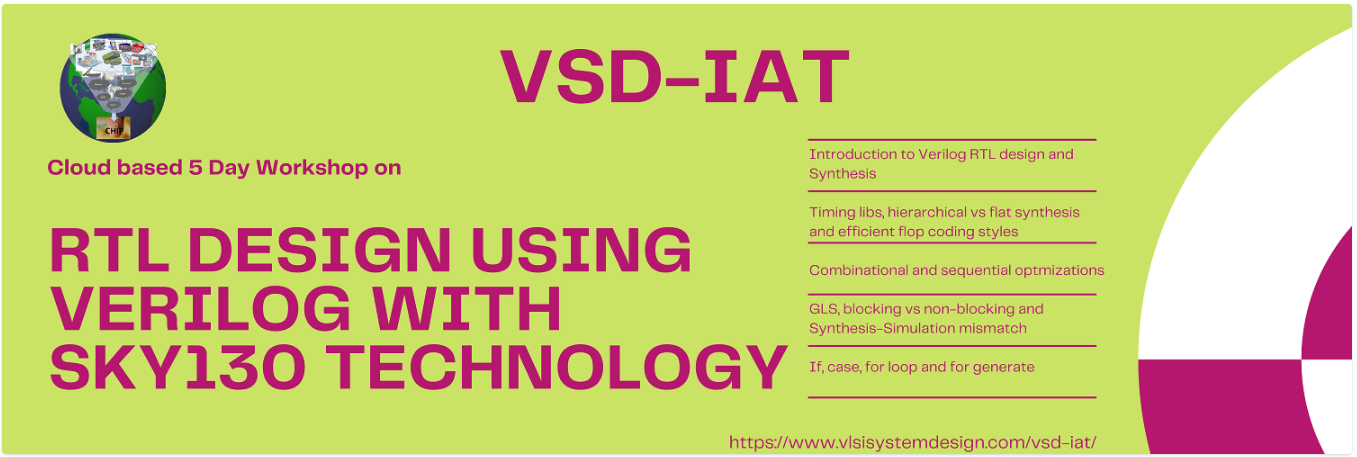 VSD-IAT
CHIP
Cloud based 5 Day Workshop on
RTL DESIGN USING
VERILOG WITH
SKY130 TECHNOLOGY
Introduction to Verilog RTL design and
Synthesis
Timing libs, hierarchical vs flat synthesis
and efficient flop coding styles
Combinational and sequential optmizations
GLS, blocking vs non-blocking and
Synthesis-Simulation mismatch
If, case, for loop and for generate
https://www.vlsisystemdesign.com/vsd-iat/